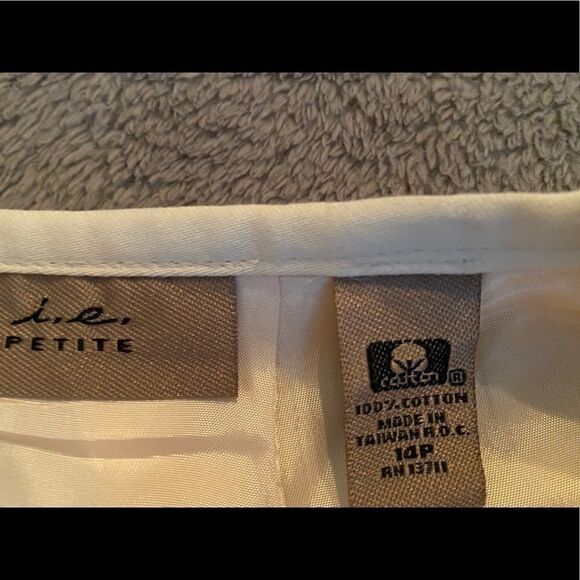 i.e.
PETITE
cotton
®
100% COTTON
MADE IN
TAIWAN R.O.C.
14P
RN 13711